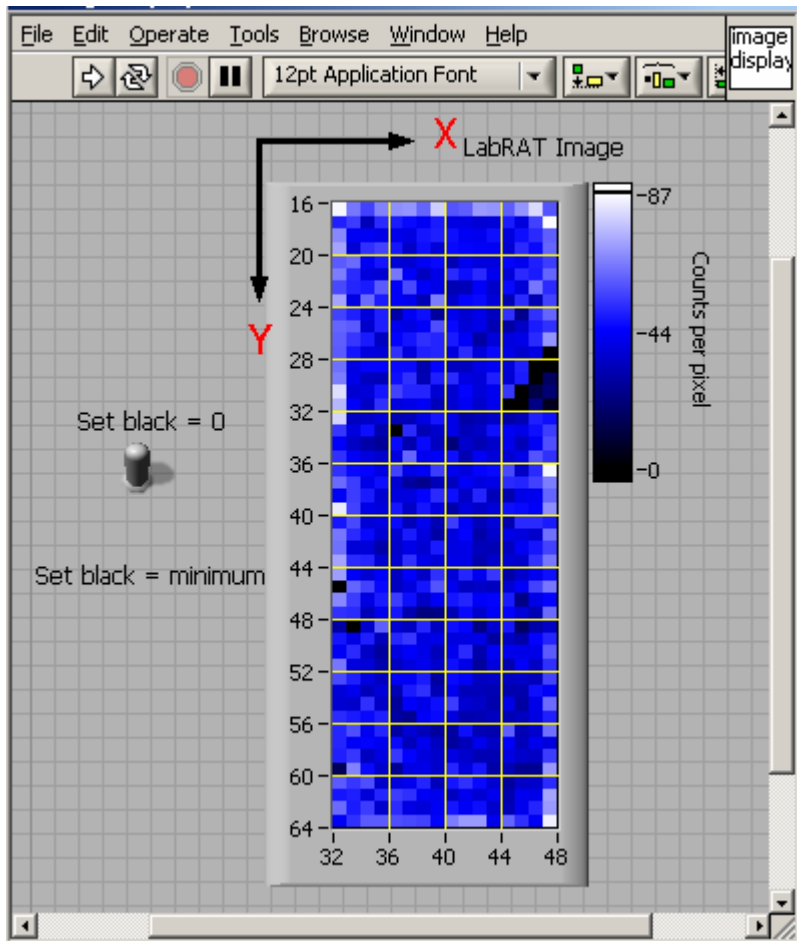 File Edit Operate Tools Browse Window Help
image
display
12pt Application Font
X
LabRAT Image
Y
16
20
24
28
32
36
40
44
48
52
56
60
64
32 36 40 44 48
87
44
0
Counts per pixel
Set black = 0
Set black = minimum